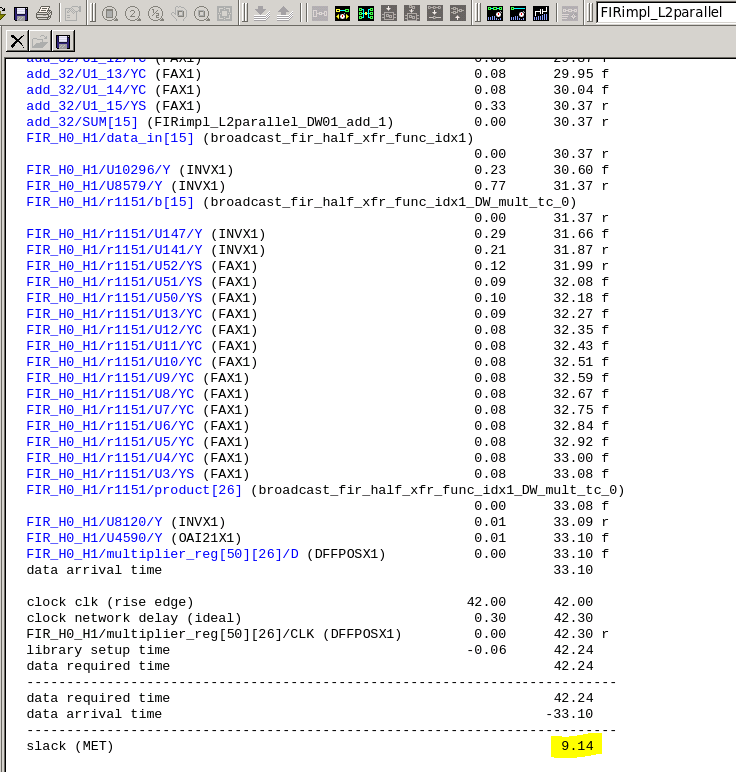 FIRimpl_L2parallel
add_32/U1_12/YC (FAX1) 0.08 29.87 f
add_32/U1_13/YC (FAX1) 0.08 29.95 f
add_32/U1_14/YC (FAX1) 0.08 30.04 f
add_32/U1_15/YS (FAX1) 0.33 30.37 r
add_32/SUM[15] (FIRimpl_L2parallel_DW01_add_1) 0.00 30.37 r
FIR_H0_H1/data_in[15] (broadcast_fir_half_xfr_func_idx1)
0.00 30.37 r
FIR_H0_H1/U10296/Y (INVX1) 0.23 30.60 f
FIR_H0_H1/U8579/Y (INVX1) 0.77 31.37 r
FIR_H0_H1/r1151/b[15] (broadcast_fir_half_xfr_func_idx1_DW_mult_tc_0)
0.00 31.37 r
FIR_H0_H1/r1151/U147/Y (INVX1) 0.29 31.66 f
FIR_H0_H1/r1151/U141/Y (INVX1) 0.21 31.87 r
FIR_H0_H1/r1151/U52/YS (FAX1) 0.12 31.99 r
FIR_H0_H1/r1151/U51/YS (FAX1) 0.09 32.08 f
FIR_H0_H1/r1151/U50/YS (FAX1) 0.10 32.18 f
FIR_H0_H1/r1151/U13/YC (FAX1) 0.09 32.27 f
FIR_H0_H1/r1151/U12/YC (FAX1) 0.08 32.35 f
FIR_H0_H1/r1151/U11/YC (FAX1) 0.08 32.43 f
FIR_H0_H1/r1151/U10/YC (FAX1) 0.08 32.51 f
FIR_H0_H1/r1151/U9/YC (FAX1) 0.08 32.59 f
FIR_H0_H1/r1151/U8/YC (FAX1) 0.08 32.67 f
FIR_H0_H1/r1151/U7/YC (FAX1) 0.08 32.75 f
FIR_H0_H1/r1151/U6/YC (FAX1) 0.08 32.84 f
FIR_H0_H1/r1151/U5/YC (FAX1) 0.08 32.92 f
FIR_H0_H1/r1151/U4/YC (FAX1) 0.08 33.00 f
FIR_H0_H1/r1151/U3/YS (FAX1) 0.08 33.08 f
FIR_H0_H1/r1151/product[26] (broadcast_fir_half_xfr_func_idx1_DW_mult_tc_0)
0.00 33.08 f
FIR_H0_H1/U8120/Y (INVX1) 0.01 33.09 r
FIR_H0_H1/U4590/Y (OAI21X1) 0.01 33.10 f
FIR_H0_H1/multiplier_reg[50][26]/D (DFFPOSX1) 0.00 33.10 f
data arrival time 33.10
clock clk (rise edge) 42.00 42.00
clock network delay (ideal) 0.30 42.30
FIR_H0_H1/multiplier_reg[50][26]/CLK (DFFPOSX1) 0.00 42.30 r
library setup time -0.06 42.24
data required time 42.24
data required time 42.24
data arrival time -33.10
slack (MET) 9.14